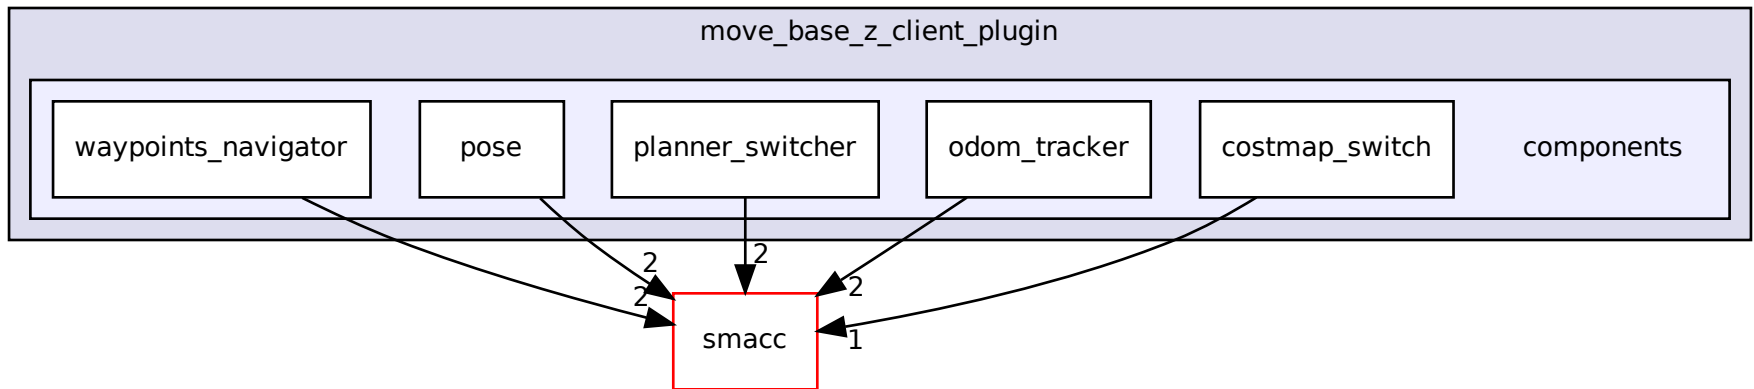 move_base_z_client_plugin
waypoints_navigator
pose
planner_switcher
odom_tracker
costmap_switch
components
2
2
2
2
1
smacc